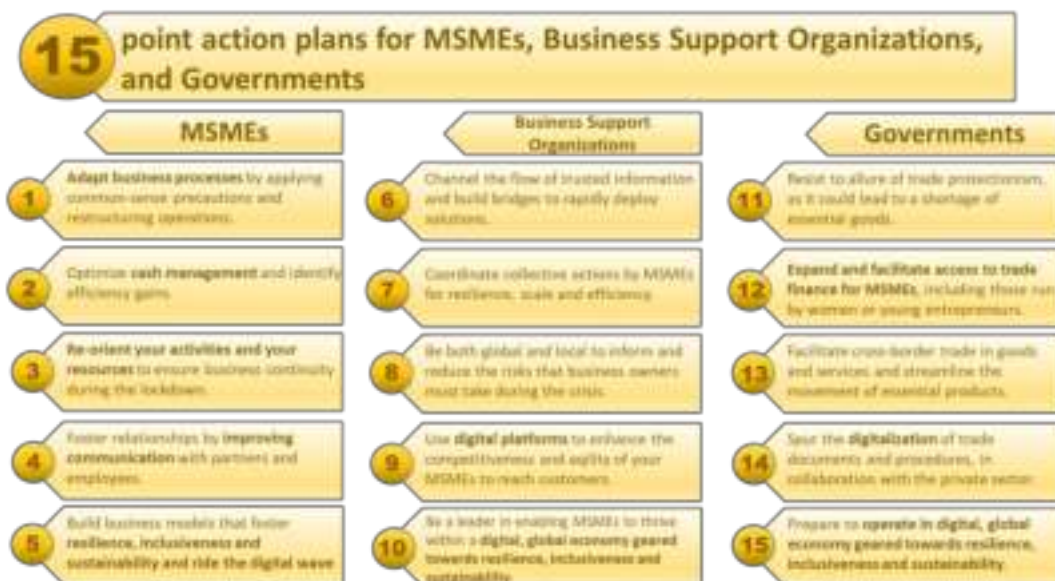 15
point action plans for MSMEs, Business Support Organizations,
and Governments
MSMEs
1
Adapt business processes by applying
common-sense precautions and
restructuring operations.
2
Optimize cash management and identify
efficiency gains.
3
Re-orient your activities and your
resources to ensure business continuity
during the lockdown.
4
Foster relationships by improving
communication with partners and
employees.
5
Build business models that foster
resilience, inclusiveness and
sustainability and ride the digital wave
Business Support
Organizations
6
Channel the flow of trusted information
and build bridges to rapidly deploy
solutions.
7
Coordinate collective actions by MSMEs
for resilience, scale and efficiency.
8
Be both global and local to inform and
reduce the risks that business owners
must take during the crisis.
9
Use digital platforms to enhance the
competitiveness and agility of your
MSMEs to reach customers.
10
Be a leader in enabling MSMEs to thrive
within a digital, global economy geared
towards resilience, inclusiveness and
sustainability.
Governments
11
Resist to allure of trade protectionism,
as it could lead to a shortage of
essential goods.
12
Expand and facilitate access to trade
finance for MSMEs, including those run
by women or young entrepreneurs.
13
Facilitate cross-border trade in goods
and services and streamline the
movement of essential products.
14
Spur the digitalization of trade
documents and procedures, in
collaboration with the private sector.
15
Prepare to operate in digital, global
economy geared towards resilience,
inclusiveness and sustainability.